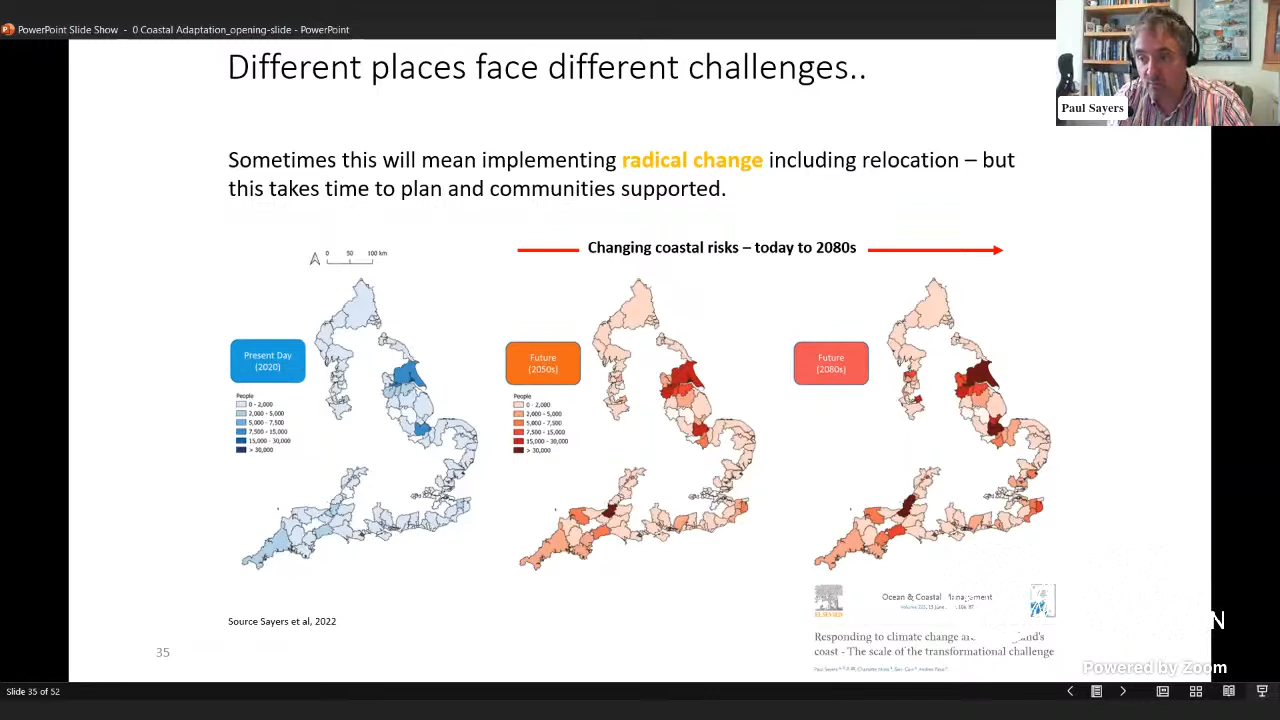 PowerPoint Slide Show - 0 Coastal Adaptation_opening-slide - PowerPoint
Paul Sayers
Different places face different challenges..
Sometimes this will mean implementing radical change including relocation – but
this takes time to plan and communities supported.
Changing coastal risks – today to 2080s
0 50 100 km
Present Day
(2020)
People
0 - 2,000
2,000 - 5,000
5,000 - 7,500
7,500 - 15,000
15,000 - 30,000
> 30,000
Future
(2050s)
People
0 - 2,000
2,000 - 5,000
5,000 - 7,500
7,500 - 15,000
15,000 - 30,000
> 30,000
Future
(2080s)
ELSEVIER
Ocean & Coastal Management
Responding to climate change
coast - The scale of the transformational challenge
Source Sayers et al, 2022
35
N
Powered by Zoom
Slide 35 of 52